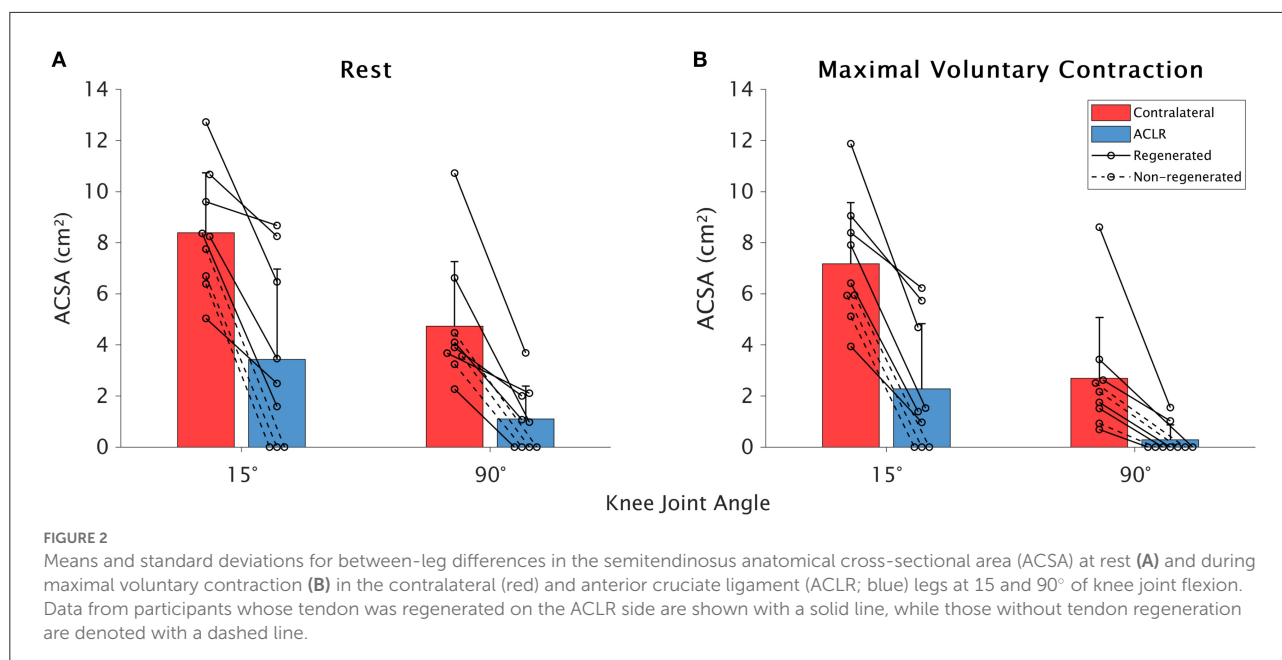 A
Rest
14
12
10
8
6
4
2
0
ACSA (cm²)
15°
90°
B
Maximal Voluntary Contraction
14
12
10
8
6
4
2
0
ACSA (cm²)
Contralateral
ACLR
Regenerated
Non-regenerated
15°
90°
Knee Joint Angle
FIGURE 2
Means and standard deviations for between-leg differences in the semitendinosus anatomical cross-sectional area (ACSA) at rest (A) and during
maximal voluntary contraction (B) in the contralateral (red) and anterior cruciate ligament (ACLR; blue) legs at 15 and 90° of knee joint flexion.
Data from participants whose tendon was regenerated on the ACLR side are shown with a solid line, while those without tendon regeneration
are denoted with a dashed line.